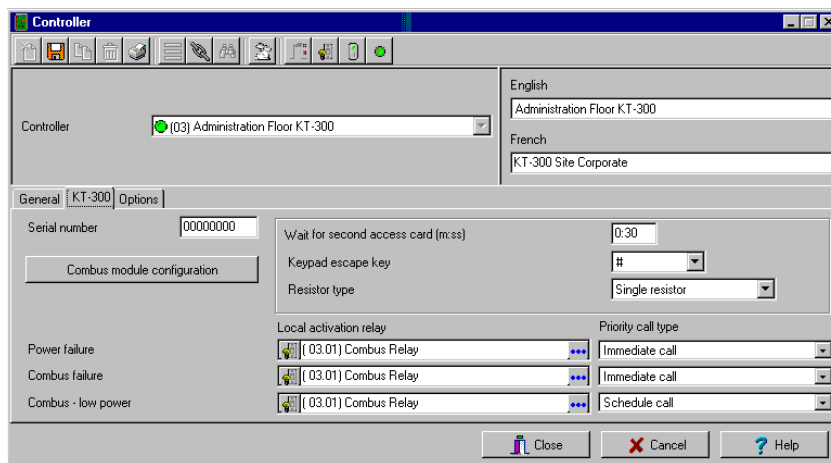 Controller
English
Controller
(03) Administration Floor KT-300
Administration Floor KT-300
French
KT-300 Site Corporate
General KT-300 Options
Serial number 00000000
Wait for second access card (m:ss) 0:30
Combus module configuration
Keypad escape key #
Resistor type Single resistor
Local activation relay Priority call type
Power failure ( 03.01) Combus Relay Immediate call
Combus failure ( 03.01) Combus Relay Immediate call
Combus - low power ( 03.01) Combus Relay Schedule call
Close Cancel Help